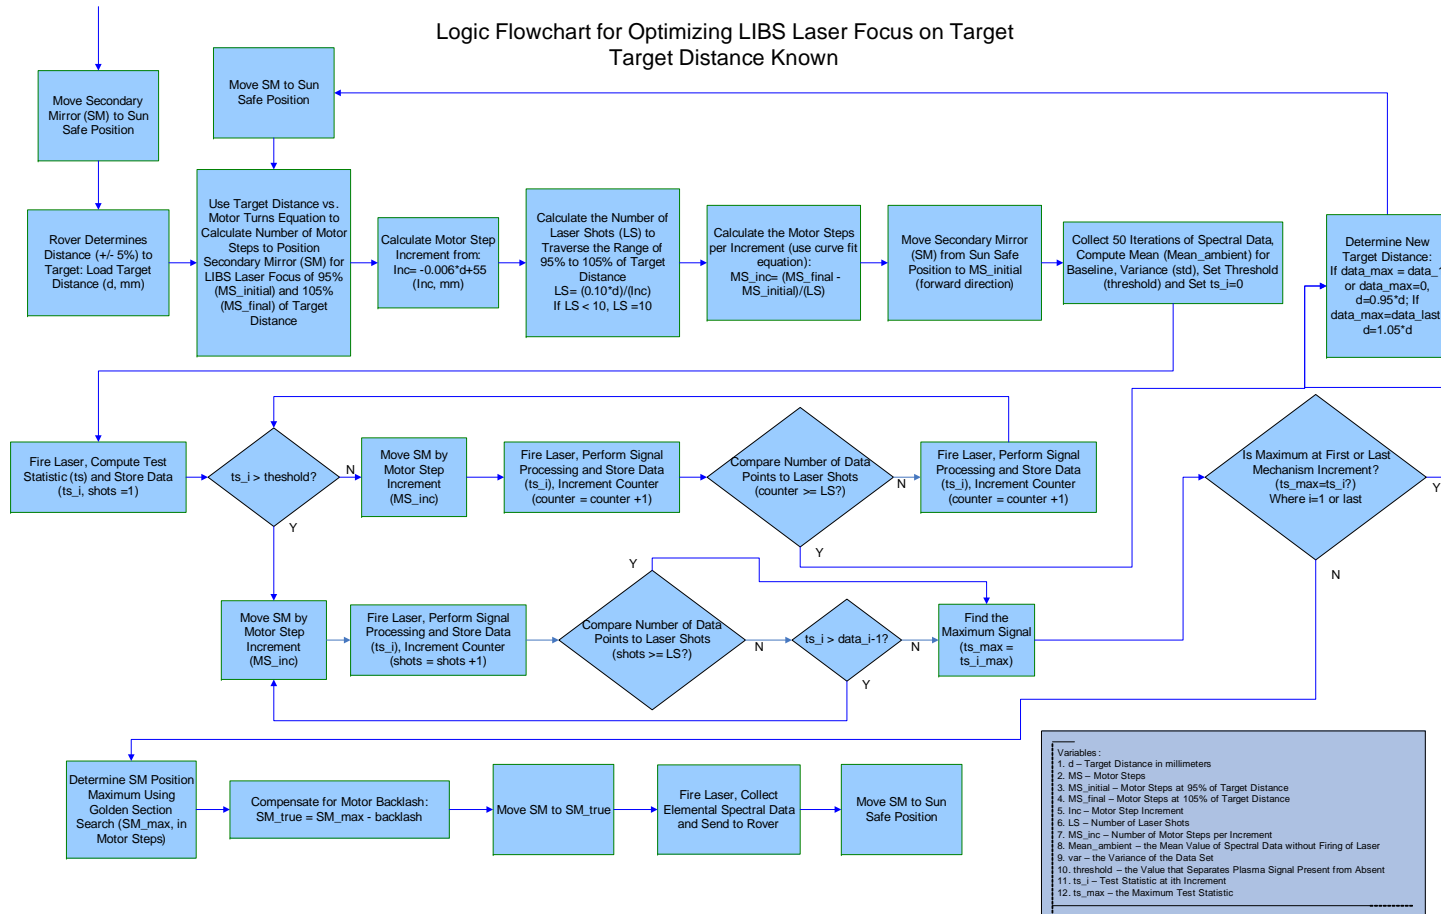 Logic Flowchart for Optimizing LIBS Laser Focus on Target
Target Distance Known
Move Secondary
Mirror (SM) to Sun
Safe Position
Move SM to Sun
Safe Position
Rover Determines
Distance (+/- 5%) to
Target: Load Target
Distance (d, mm)
Use Target Distance vs.
Motor Turns Equation to
Calculate Number of Motor
Steps to Position
Secondary Mirror (SM) for
LIBS Laser Focus of 95%
(MS_initial) and 105%
(MS_final) of Target
Distance
Calculate Motor Step
Increment from:
Inc= -0.006*d+55
(Inc, mm)
Calculate the Number of
Laser Shots (LS) to
Traverse the Range of
95% to 105% of Target
Distance
LS= (0.10*d)/(Inc)
If LS < 10, LS =10
Calculate the Motor Steps
per Increment (use curve fit
equation):
MS_inc= (MS_final -
MS_initial)/(LS)
Move Secondary Mirror
(SM) from Sun Safe
Position to MS_initial
(forward direction)
Collect 50 Iterations of Spectral Data,
Compute Mean (Mean_ambient) for
Baseline, Variance (std), Set Threshold
(threshold) and Set ts_i=0
Determine New
Target Distance:
If data_max = data_1
or data_max=0,
d=0.95*d; If
data_max=data_last
d=1.05*d
Fire Laser, Compute Test
Statistic (ts) and Store Data
(ts_i, shots =1)
ts_i > theshold?
N
Y
Move SM by
Motor Step
Increment
(MS_inc)
Fire Laser, Perform Signal
Processing and Store Data
(ts_i), Increment Counter
(counter = counter +1)
Compare Number of Data
Points to Laser Shots
(counter >= LS?)
N
Y
Fire Laser, Perform Signal
Processing and Store Data
(ts_i), Increment Counter
(counter = counter +1)
Is Maximum at First or Last
Mechanism Increment?
(ts_max=ts_i?)
Where i=1 or last
Y
N
Move SM by
Motor Step
Increment
(MS_inc)
Fire Laser, Perform Signal
Processing and Store Data
(ts_i), Increment Counter
(shots = shots +1)
Y
Compare Number of Data
Points to Laser Shots
(shots >= LS?)
N
ts_i > data_i-1?
N
Y
Find the
Maximum Signal
(ts_max =
ts_i_max)
Determine SM Position
Maximum Using
Golden Section
Search (SM_max, in
Motor Steps)
Compensate for Motor Backlash:
SM_true = SM_max - backlash
Move SM to SM_true
Fire Laser, Collect
Elemental Spectral Data
and Send to Rover
Move SM to Sun
Safe Position
Variables:
1. d – Target Distance in millimeters
2. MS – Motor Steps
3. MS_initial – Motor Steps at 95% of Target Distance
4. MS_final – Motor Steps at 105% of Target Distance
5. Inc – Motor Step Increment
6. LS – Number of Laser Shots
7. MS_inc – Number of Motor Steps per Increment
8. Mean_ambient – the Mean Value of Spectral Data without Firing of Laser
9. var – the Variance of the Data Set
10. threshold – the Value that Separates Plasma Signal Present from Absent
11. ts_i – Test Statistic at ith Increment
12. ts_max – the Maximum Test Statistic